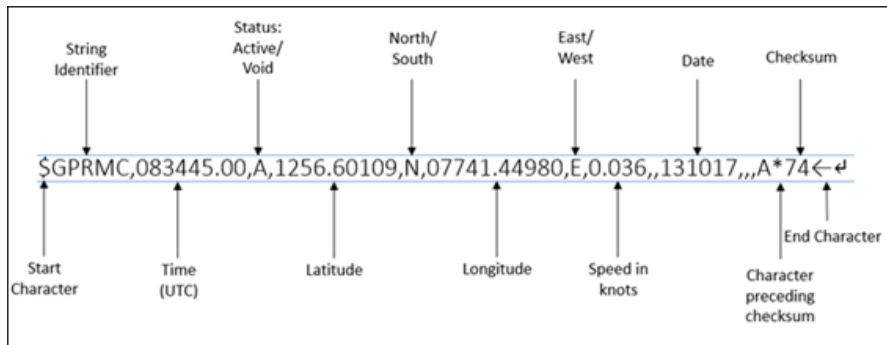 String
Identifier
Status:
Active/
Void
North/
South
East/
West
Date
Checksum
$GPRMC,083445.00,A,1256.60109,N,07741.44980,E,0.036,,131017,,,A*74←↲
Start
Character
Time
(UTC)
Latitude
Longitude
Speed in
knots
Character
preceding
checksum
End Character